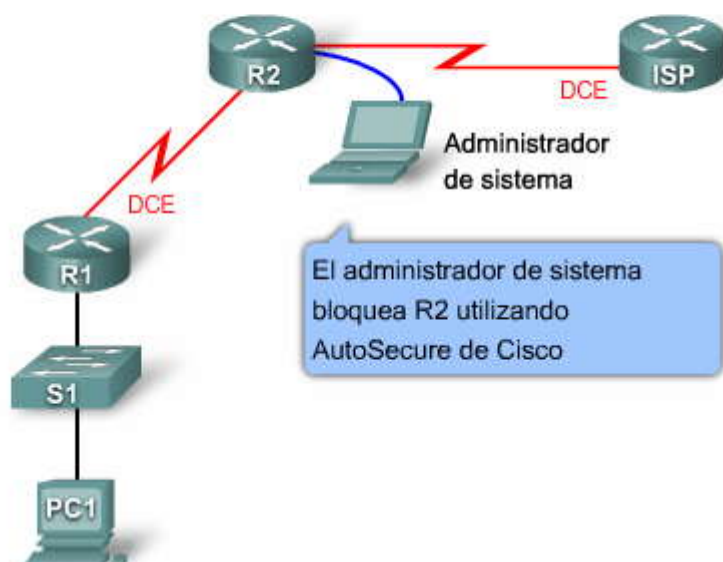 R2
ISP
DCE
Administrador
de sistema
DCE
R1
El administrador de sistema
bloquea R2 utilizando
AutoSecure de Cisco
S1
PC1